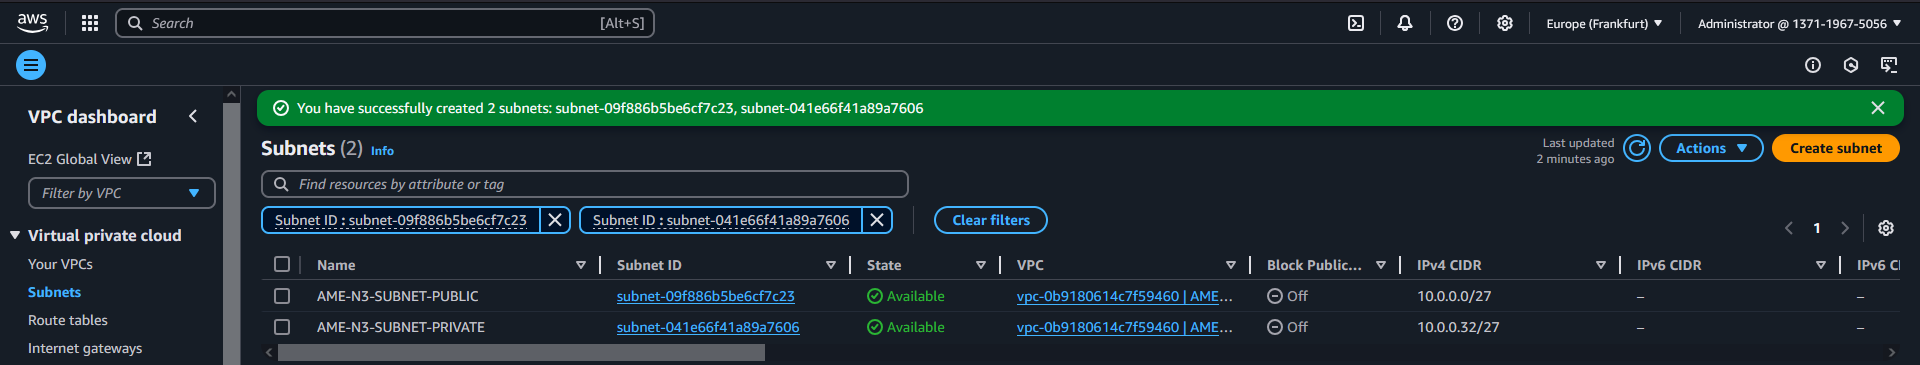 aws
Search [Alt+S]
Europe (Frankfurt)
Administrator @ 1371-1967-5056
VPC dashboard
EC2 Global View
Filter by VPC
Virtual private cloud
Your VPCs
Subnets
Route tables
Internet gateways
You have successfully created 2 subnets: subnet-09f886b5be6cf7c23, subnet-041e66f41a89a7606
Subnets (2) Info
Last updated
2 minutes ago
Actions
Create subnet
Find resources by attribute or tag
Subnet ID : subnet-09f886b5be6cf7c23
Subnet ID : subnet-041e66f41a89a7606
Clear filters
1
Name Subnet ID State VPC Block Public... IPv4 CIDR IPv6 CIDR IPv6 CI
AME-N3-SUBNET-PUBLIC subnet-09f886b5be6cf7c23 Available vpc-0b9180614c7f59460 | AME... Off 10.0.0.0/27 – –
AME-N3-SUBNET-PRIVATE subnet-041e66f41a89a7606 Available vpc-0b9180614c7f59460 | AME... Off 10.0.0.32/27 – –